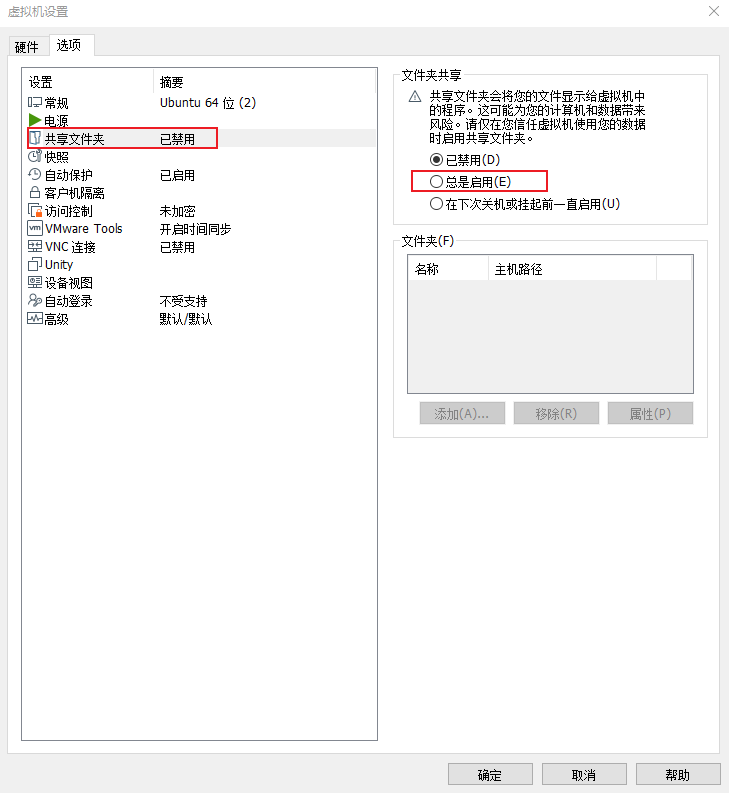 虚拟机设置
硬件 选项
设置 摘要
常规 Ubuntu 64 位 (2)
电源
共享文件夹 已禁用
快照
自动保护 已启用
客户机隔离
访问控制 未加密
VMware Tools 开启时间同步
VNC 连接 已禁用
Unity
设备视图
自动登录 不受支持
高级 默认/默认
文件夹共享
共享文件夹会将您的文件显示给虚拟机中
的程序。这可能为您的计算机和数据带来
风险。请仅在您信任虚拟机使用您的数据
时启用共享文件夹。
已禁用(D)
总是启用(E)
在下次关机或挂起前一直启用(U)
文件夹(F)
名称 主机路径
添加(A)... 移除(R) 属性(P)
确定 取消 帮助